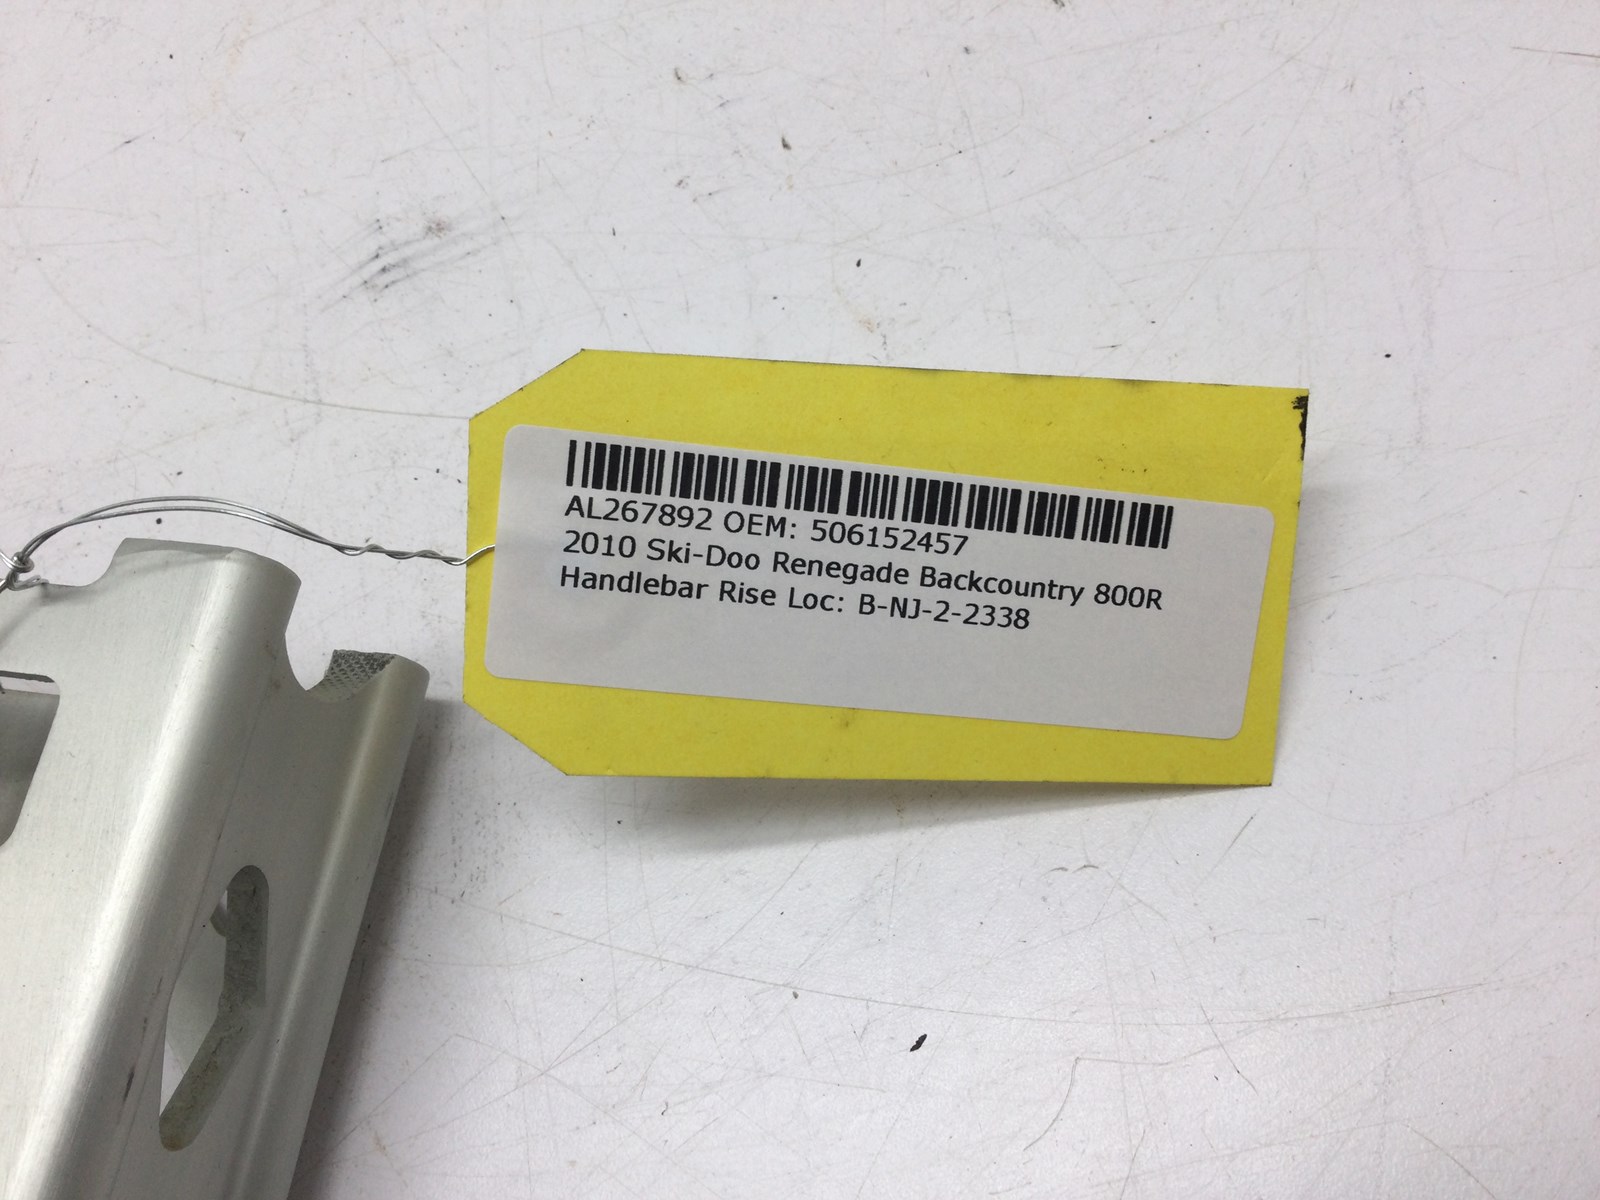 AL267892 OEM: 506152457
2010 Ski-Doo Renegade Backcountry 800R
Handlebar Rise Loc: B-NJ-2-2338